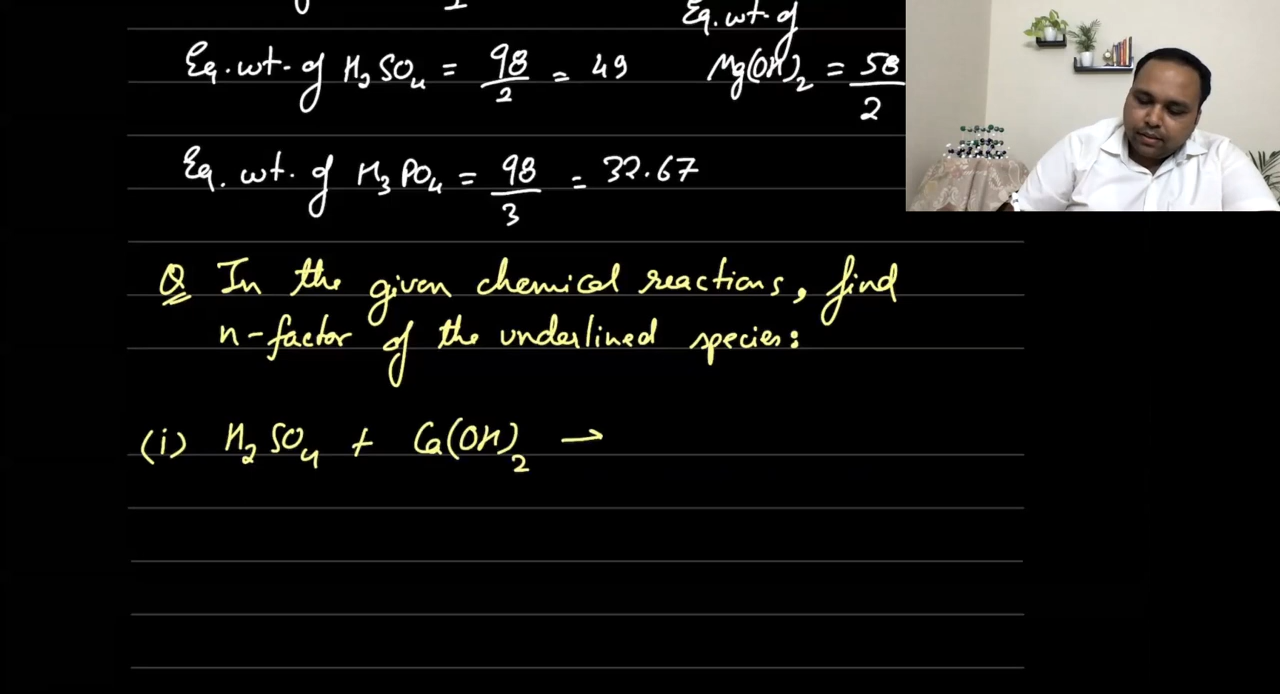 Eq. wt. of
Eq. wt. of H₂SO₄ = 98/2 = 49 Mg(OH)₂ = 58/2
Eq. wt. of H₃PO₄ = 98/3 = 32.67
Q In the given chemical reactions, find
n-factor of the underlined species:
(i) H₂SO₄ + Ca(OH)₂ →